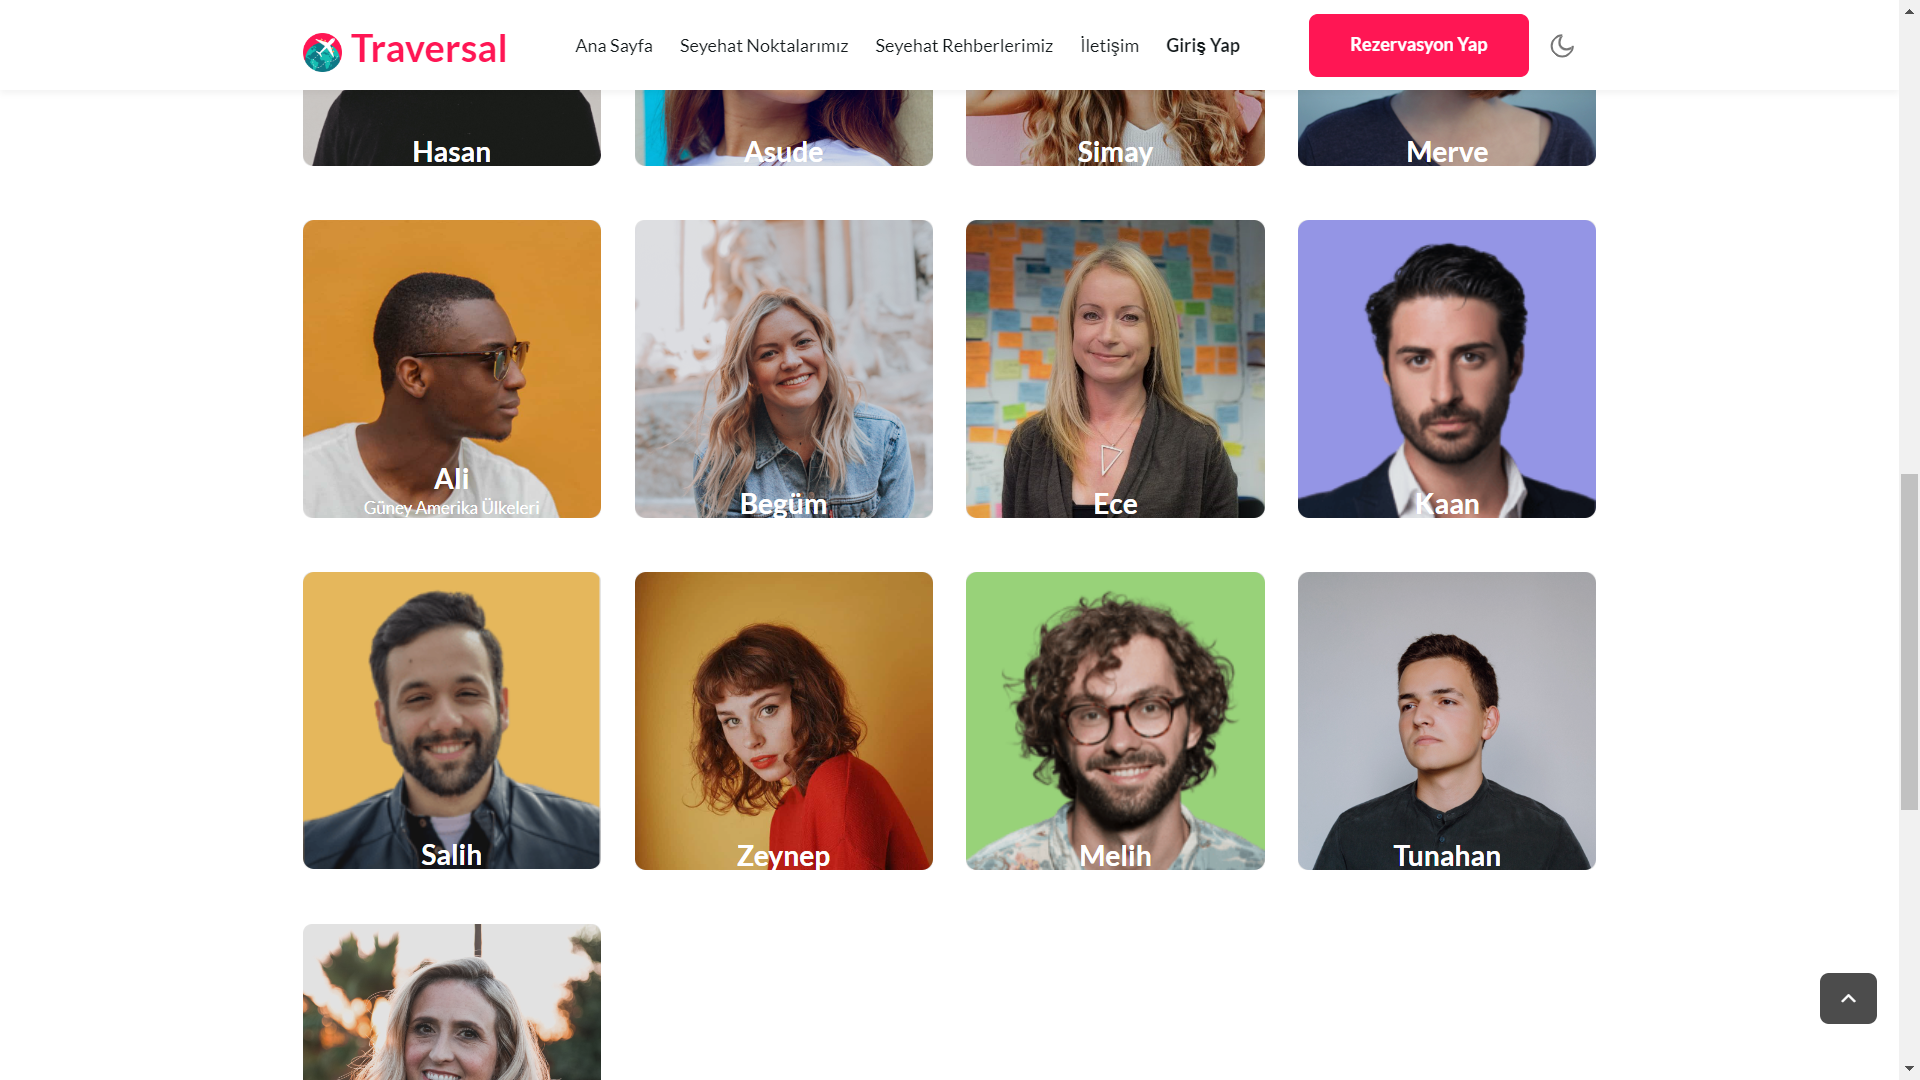 Traversal
Ana Sayfa
Seyehat Noktalarımız
Seyehat Rehberlerimiz
İletişim
Giriş Yap
Rezervasyon Yap
Hasan
Asude
Simay
Merve
Ali
Güney Amerika Ülkeleri
Begüm
Ece
Kaan
Salih
Zeynep
Melih
Tunahan